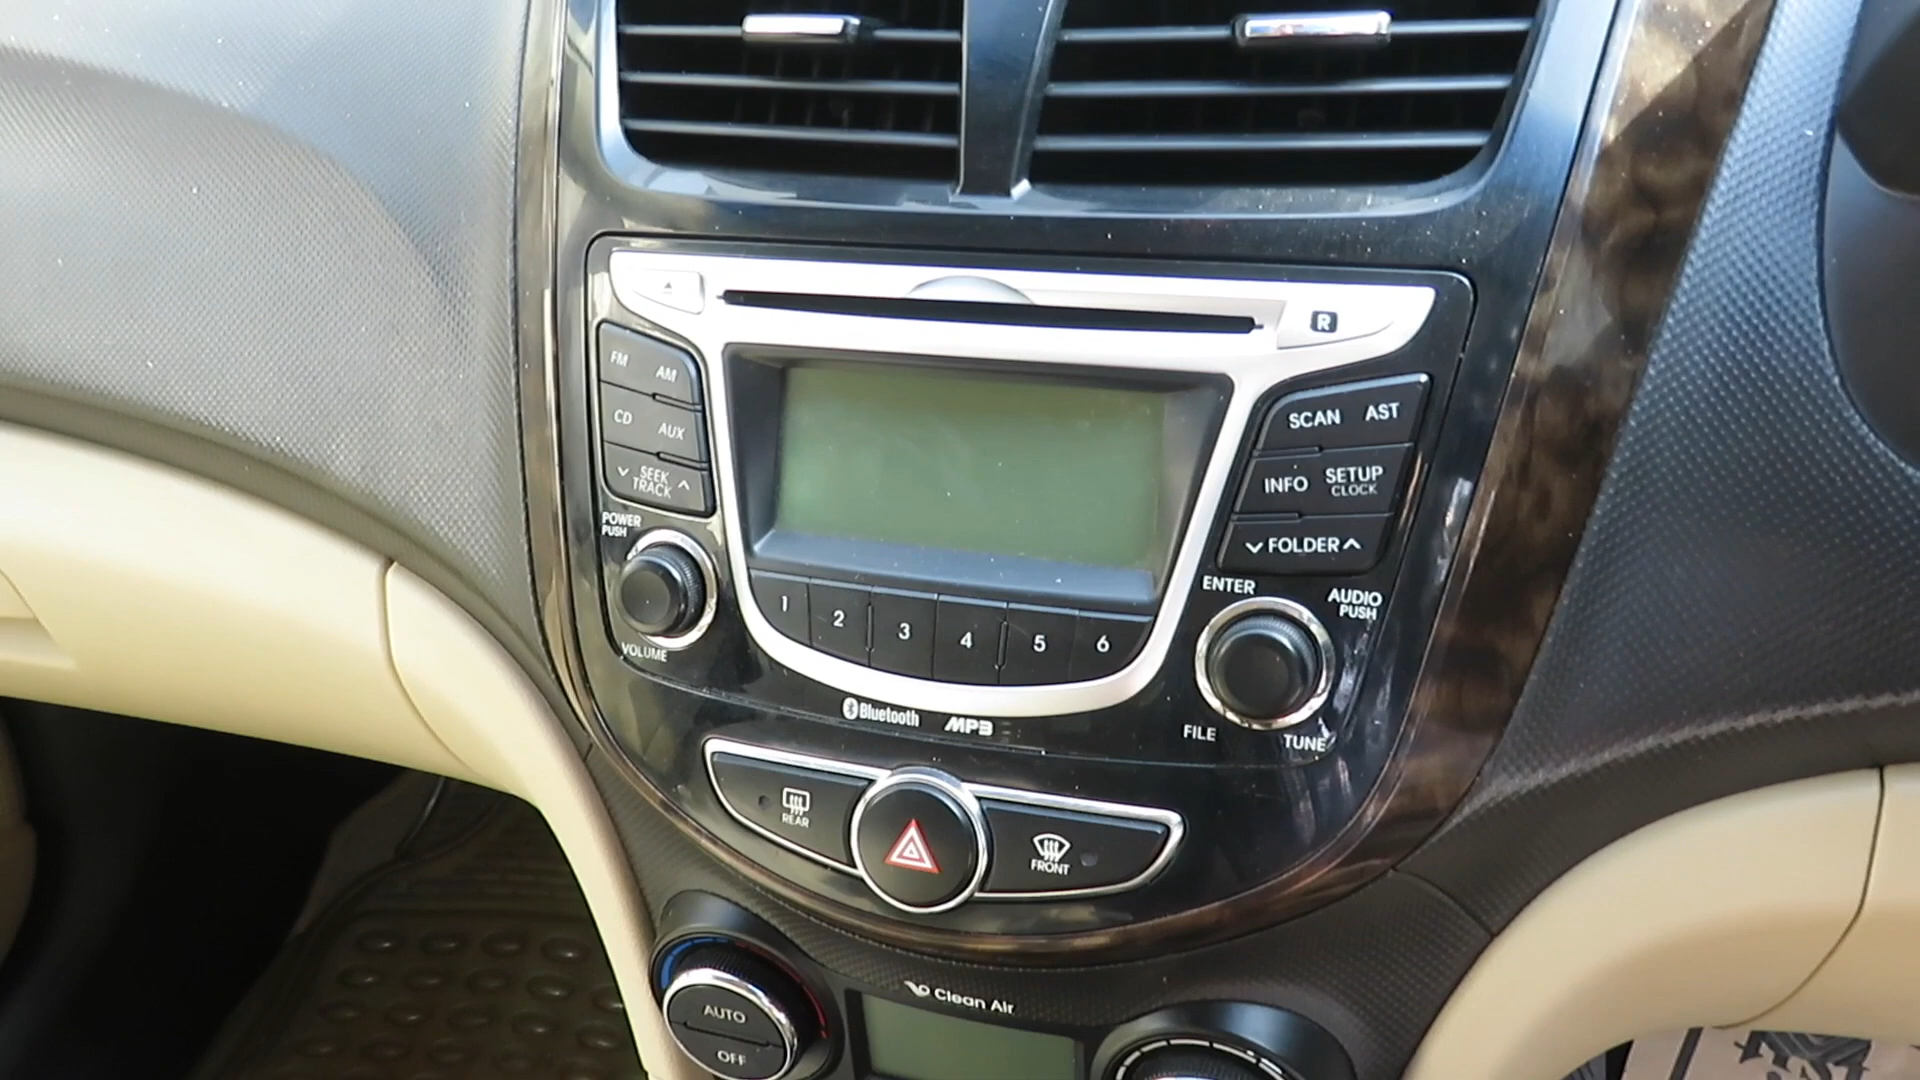 R
FM
AM
CD
AUX
SEEK
TRACK
POWER
PUSH
VOLUME
1 2 3 4 5 6
SCAN AST
INFO SETUP
CLOCK
FOLDER
ENTER
AUDIO
PUSH
FILE
TUNE
Bluetooth MP3
REAR
FRONT
Clean Air
AUTO
OFF